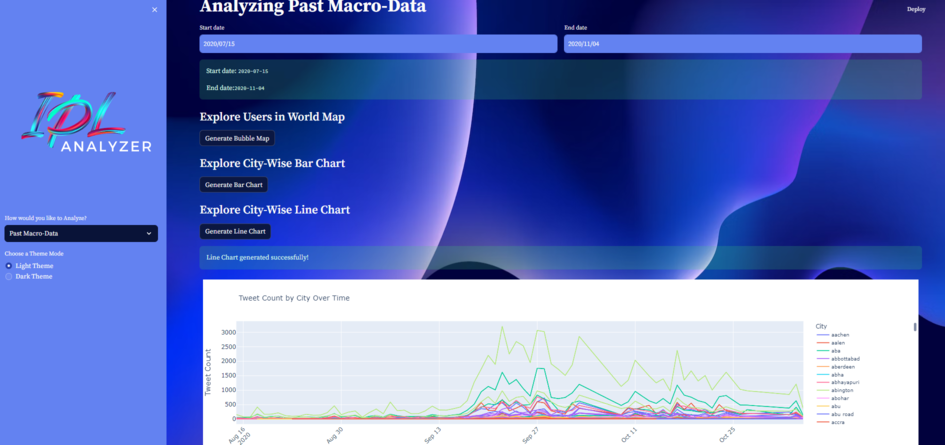 ×
IPL
ANALYZER
How would you like to Analyze?
Past Macro-Data
Choose a Theme Mode
Light Theme
Dark Theme
Deploy
Analyzing Past Macro-Data
Start date
End date
2020/07/15
2020/11/04
Start date: 2020-07-15
End date:2020-11-04
Explore Users in World Map
Generate Bubble Map
Explore City-Wise Bar Chart
Generate Bar Chart
Explore City-Wise Line Chart
Generate Line Chart
Line Chart generated successfully!
Tweet Count by City Over Time
Tweet Count
3000
2500
2000
1500
1000
500
0
Aug 16
2020
Aug 30
Sep 13
Sep 27
Oct 11
Oct 25
City
aachen
aalen
aba
abbottabad
aberdeen
abha
abhayapuri
abington
abohar
abu
abu road
accra